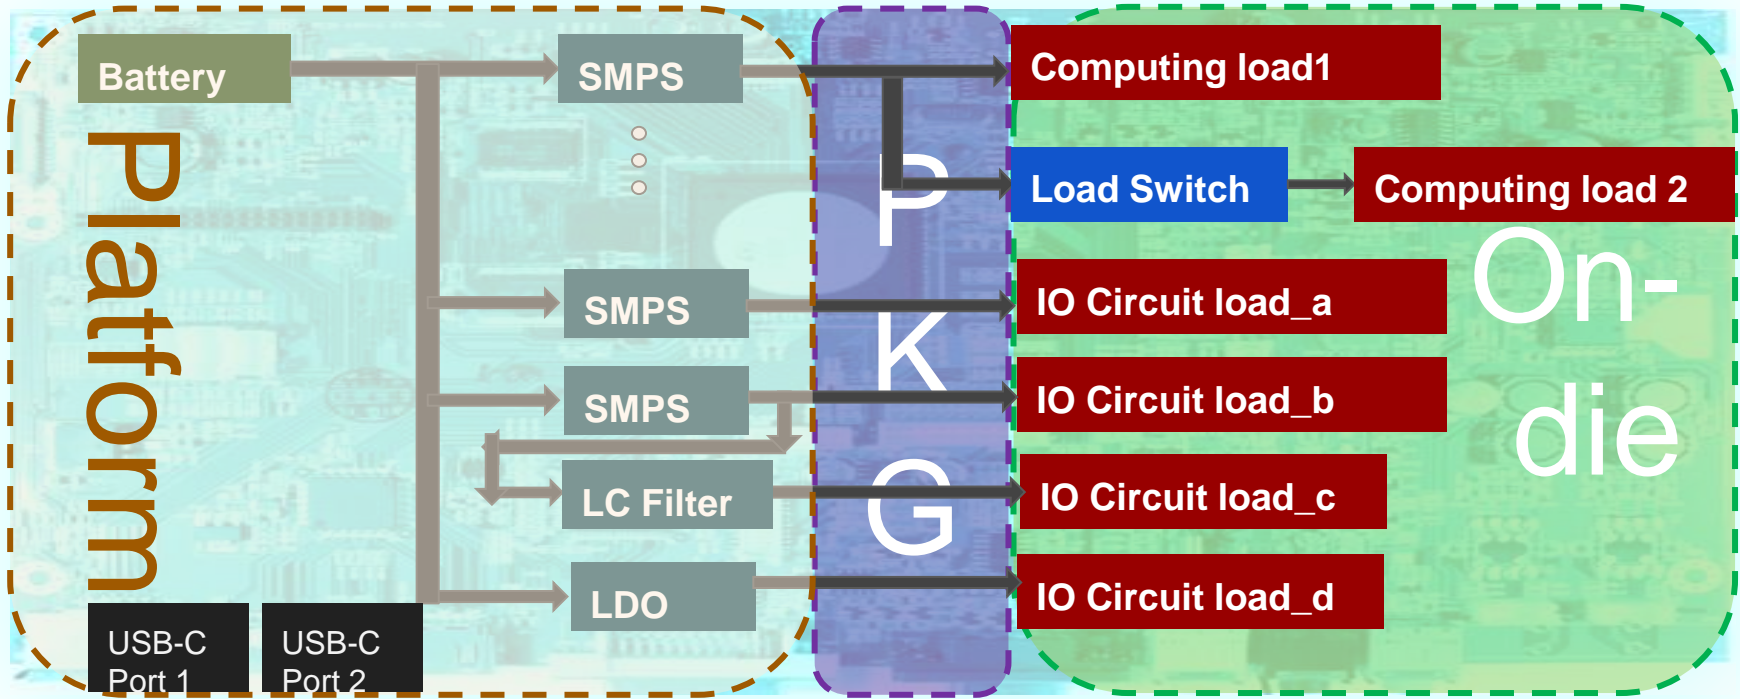 Battery
SMPS
Computing load1
Platform
PKG
Load Switch
Computing load 2
On-
die
SMPS
IO Circuit load_a
SMPS
IO Circuit load_b
LC Filter
IO Circuit load_c
LDO
IO Circuit load_d
USB-C
Port 1
USB-C
Port 2